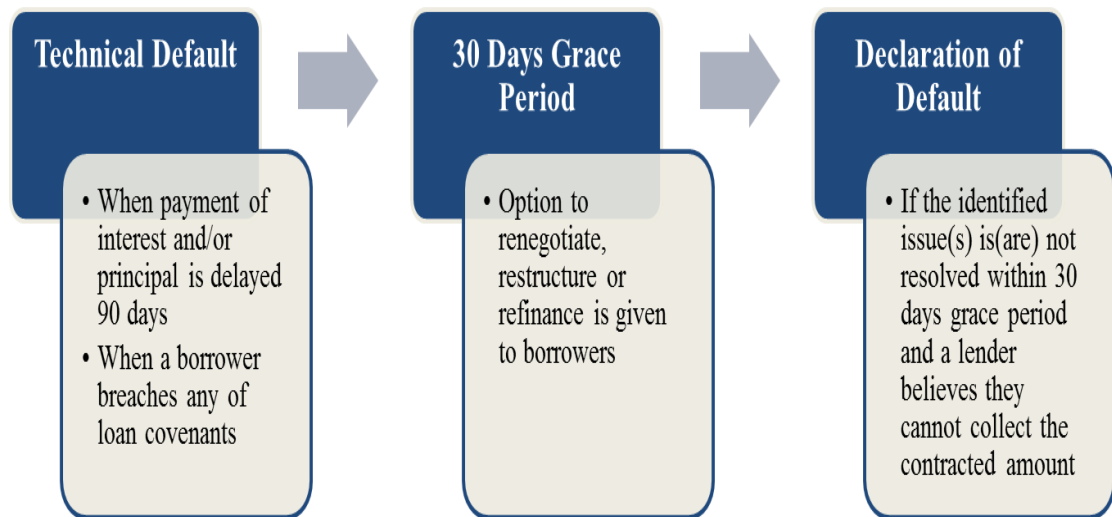 Technical Default
• When payment of
interest and/or
principal is delayed
90 days
• When a borrower
breaches any of
loan covenants
30 Days Grace
Period
• Option to
renegotiate,
restructure or
refinance is given
to borrowers
Declaration of
Default
• If the identified
issue(s) is(are) not
resolved within 30
days grace period
and a lender
believes they
cannot collect the
contracted amount